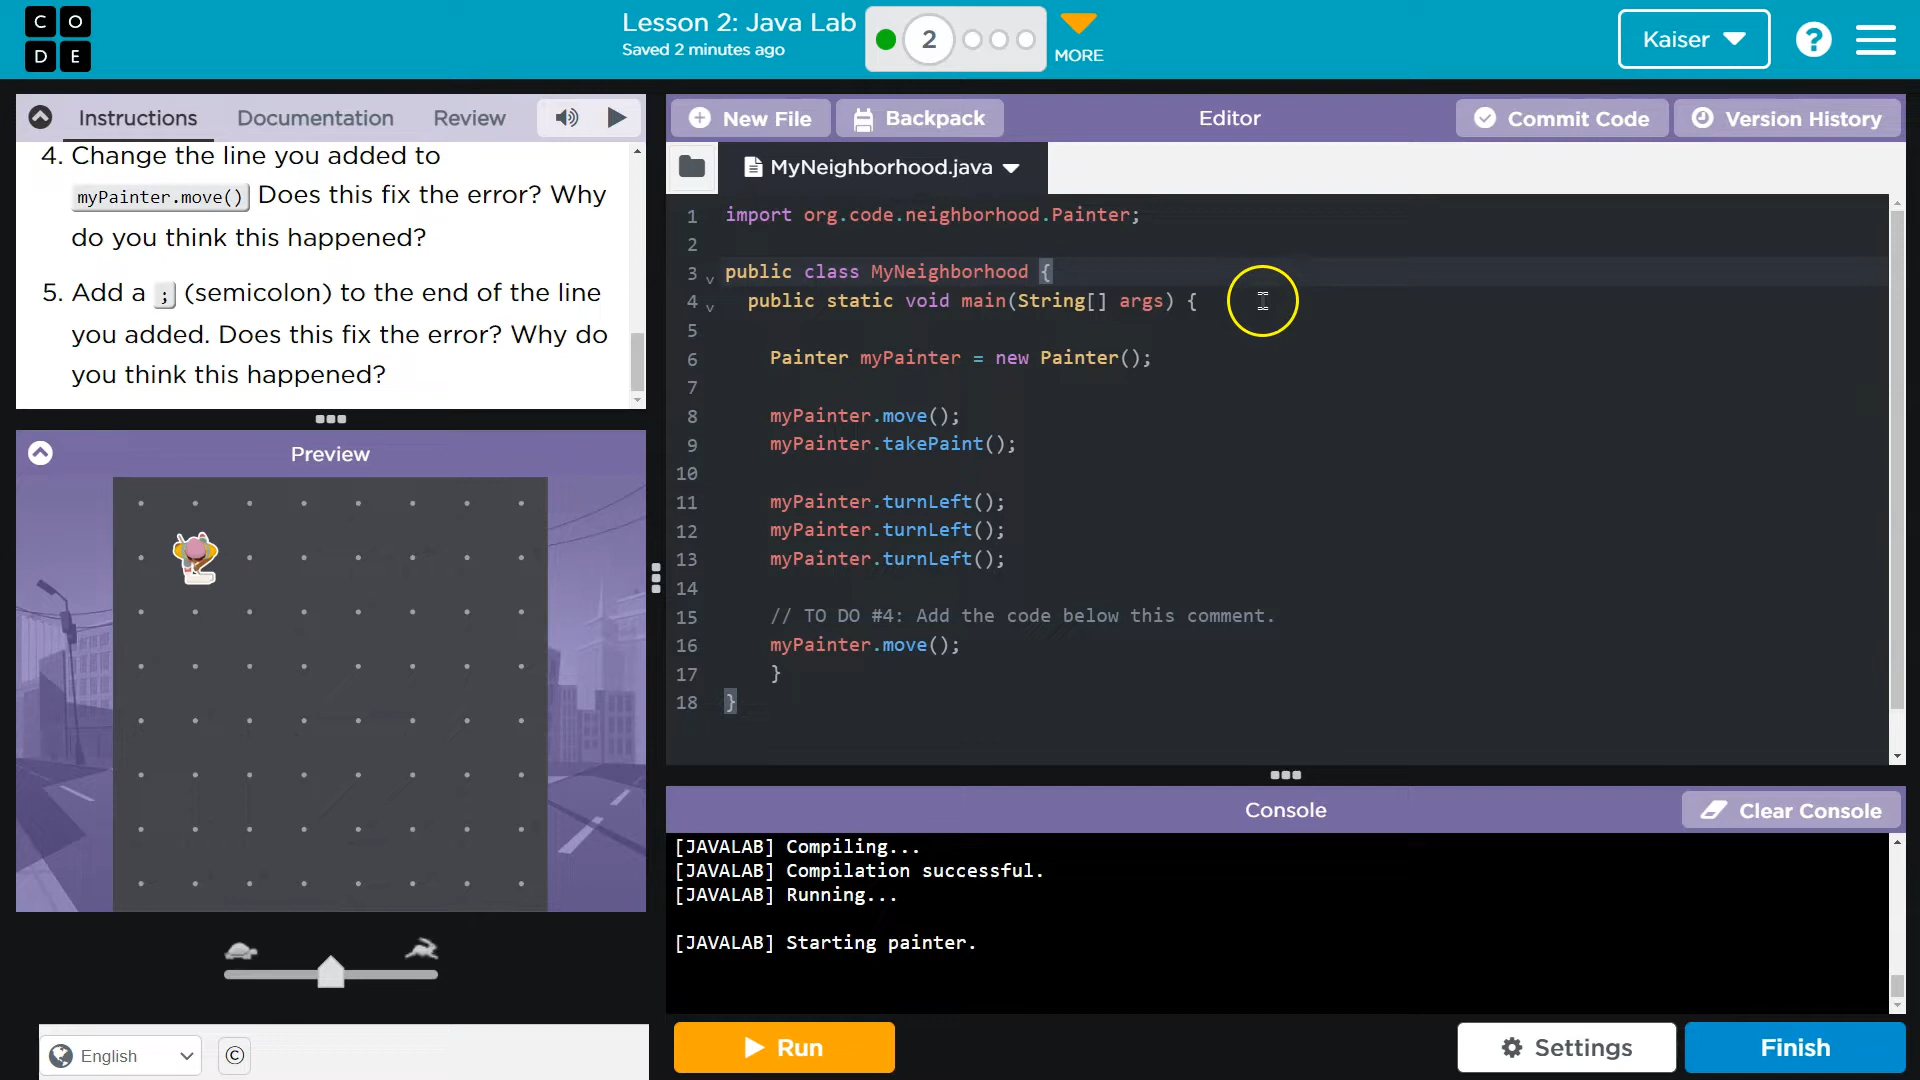 C O
D E
Lesson 2: Java Lab
Saved 2 minutes ago
2
MORE
Kaiser
?
Instructions
Documentation
Review
4. Change the line you added to
myPainter.move() Does this fix the error? Why
do you think this happened?
5. Add a ; (semicolon) to the end of the line
you added. Does this fix the error? Why do
you think this happened?
Preview
English
©
New File
Backpack
Editor
Commit Code
Version History
MyNeighborhood.java
1 import org.code.neighborhood.Painter;
2
3 public class MyNeighborhood {
4 public static void main(String[] args) {
5
6 Painter myPainter = new Painter();
7
8 myPainter.move();
9 myPainter.takePaint();
10
11 myPainter.turnLeft();
12 myPainter.turnLeft();
13 myPainter.turnLeft();
14
15 // TO DO #4: Add the code below this comment.
16 myPainter.move();
17 }
18 }
Console
Clear Console
[JAVALAB] Compiling...
[JAVALAB] Compilation successful.
[JAVALAB] Running...
[JAVALAB] Starting painter.
Run
Settings
Finish